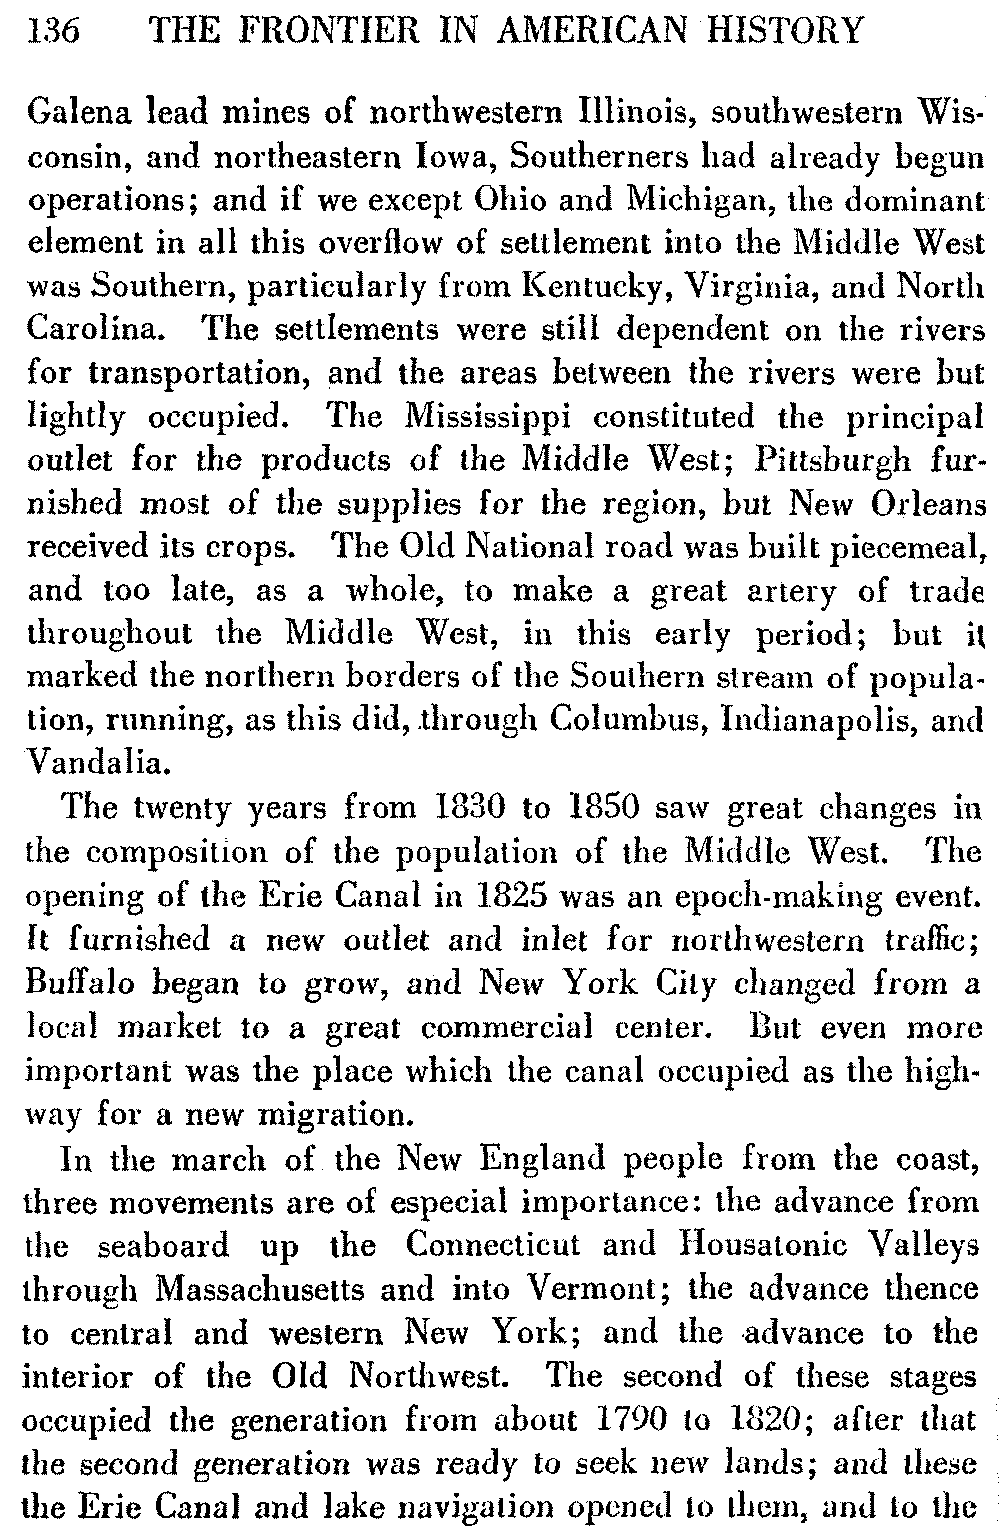 136 THE FRONTIER IN AMERICAN HISTORY
Galena lead mines of northwestern Illinois, southwestern Wis-
consin, and northeastern Iowa, Southerners had already begun
operations; and if we except Ohio and Michigan, the dominant
element in all this overflow of settlement into the Middle West
was Southern, particularly from Kentucky, Virginia, and North
Carolina. The settlements were still dependent on the rivers
for transportation, and the areas between the rivers were but
lightly occupied. The Mississippi constituted the principal
outlet for the products of the Middle West; Pittsburgh fur-
nished most of the supplies for the region, but New Orleans
received its crops. The Old National road was built piecemeal,
and too late, as a whole, to make a great artery of trade
throughout the Middle West, in this early period; but it
marked the northern borders of the Southern stream of popula-
tion, running, as this did, through Columbus, Indianapolis, and
Vandalia.
The twenty years from 1830 to 1850 saw great changes in
the composition of the population of the Middle West. The
opening of the Erie Canal in 1825 was an epoch-making event.
It furnished a new outlet and inlet for northwestern traffic;
Buffalo began to grow, and New York City changed from a
local market to a great commercial center. But even more
important was the place which the canal occupied as the high-
way for a new migration.
In the march of the New England people from the coast,
three movements are of especial importance: the advance from
the seaboard up the Connecticut and Housatonic Valleys
through Massachusetts and into Vermont; the advance thence
to central and western New York; and the advance to the
interior of the Old Northwest. The second of these stages
occupied the generation from about 1790 to 1820; after that
the second generation was ready to seek new lands; and these
the Erie Canal and lake navigation opened to them, and to the